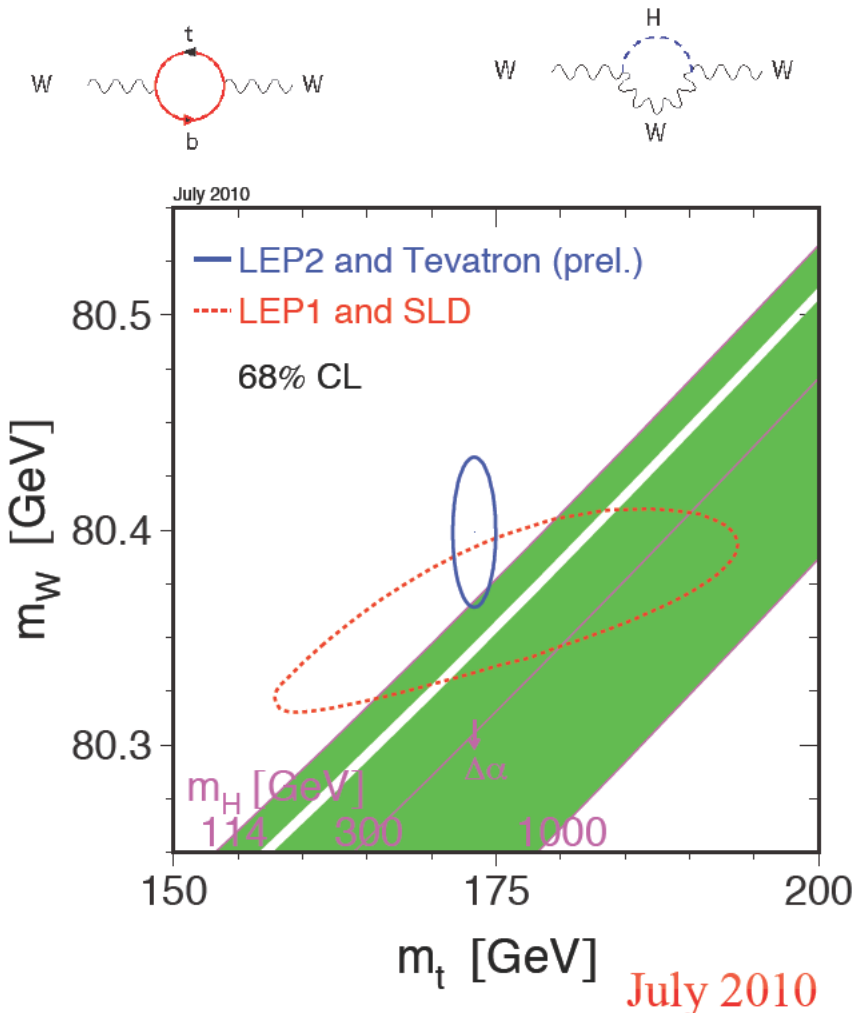 t
H
W
W
W
W
b
W
July 2010
LEP2 and Tevatron (prel.)
LEP1 and SLD
68% CL
80.5
80.4
80.3
m_W [GeV]
Δα
m_H [GeV]
114 300 1000
150 175 200
m_t [GeV]
July 2010